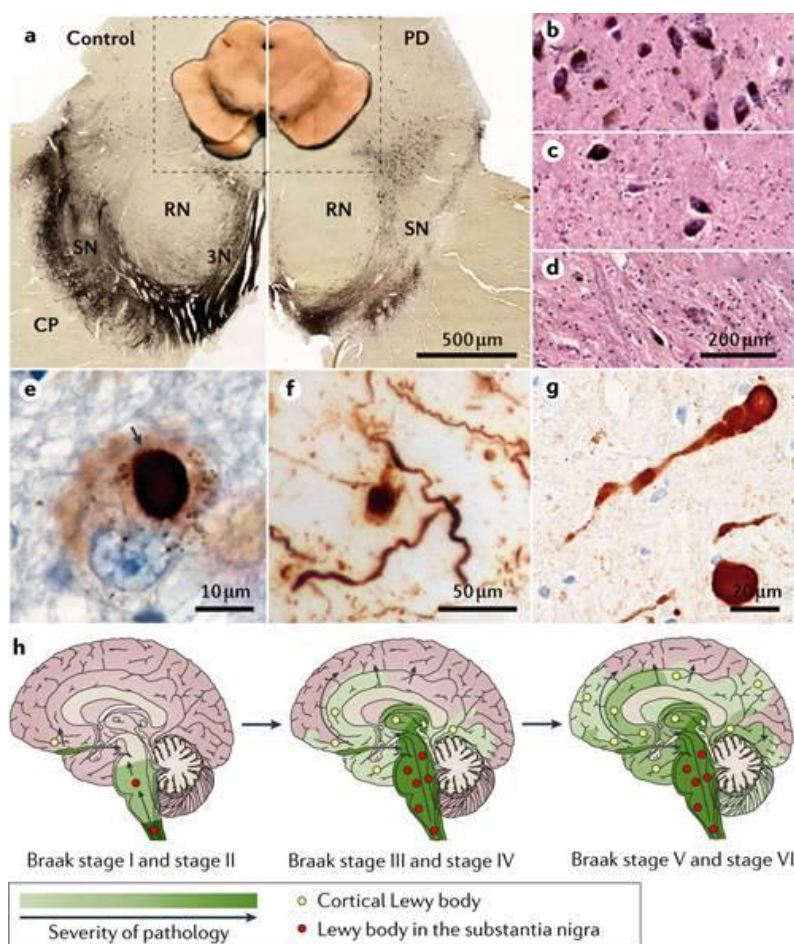 a
Control
PD
RN
RN
SN
SN
3N
CP
500 µm
b
c
d
200 µm
e
10 µm
f
50 µm
g
20 µm
h
Braak stage I and stage II
Braak stage III and stage IV
Braak stage V and stage VI
Severity of pathology
Cortical Lewy body
Lewy body in the substantia nigra